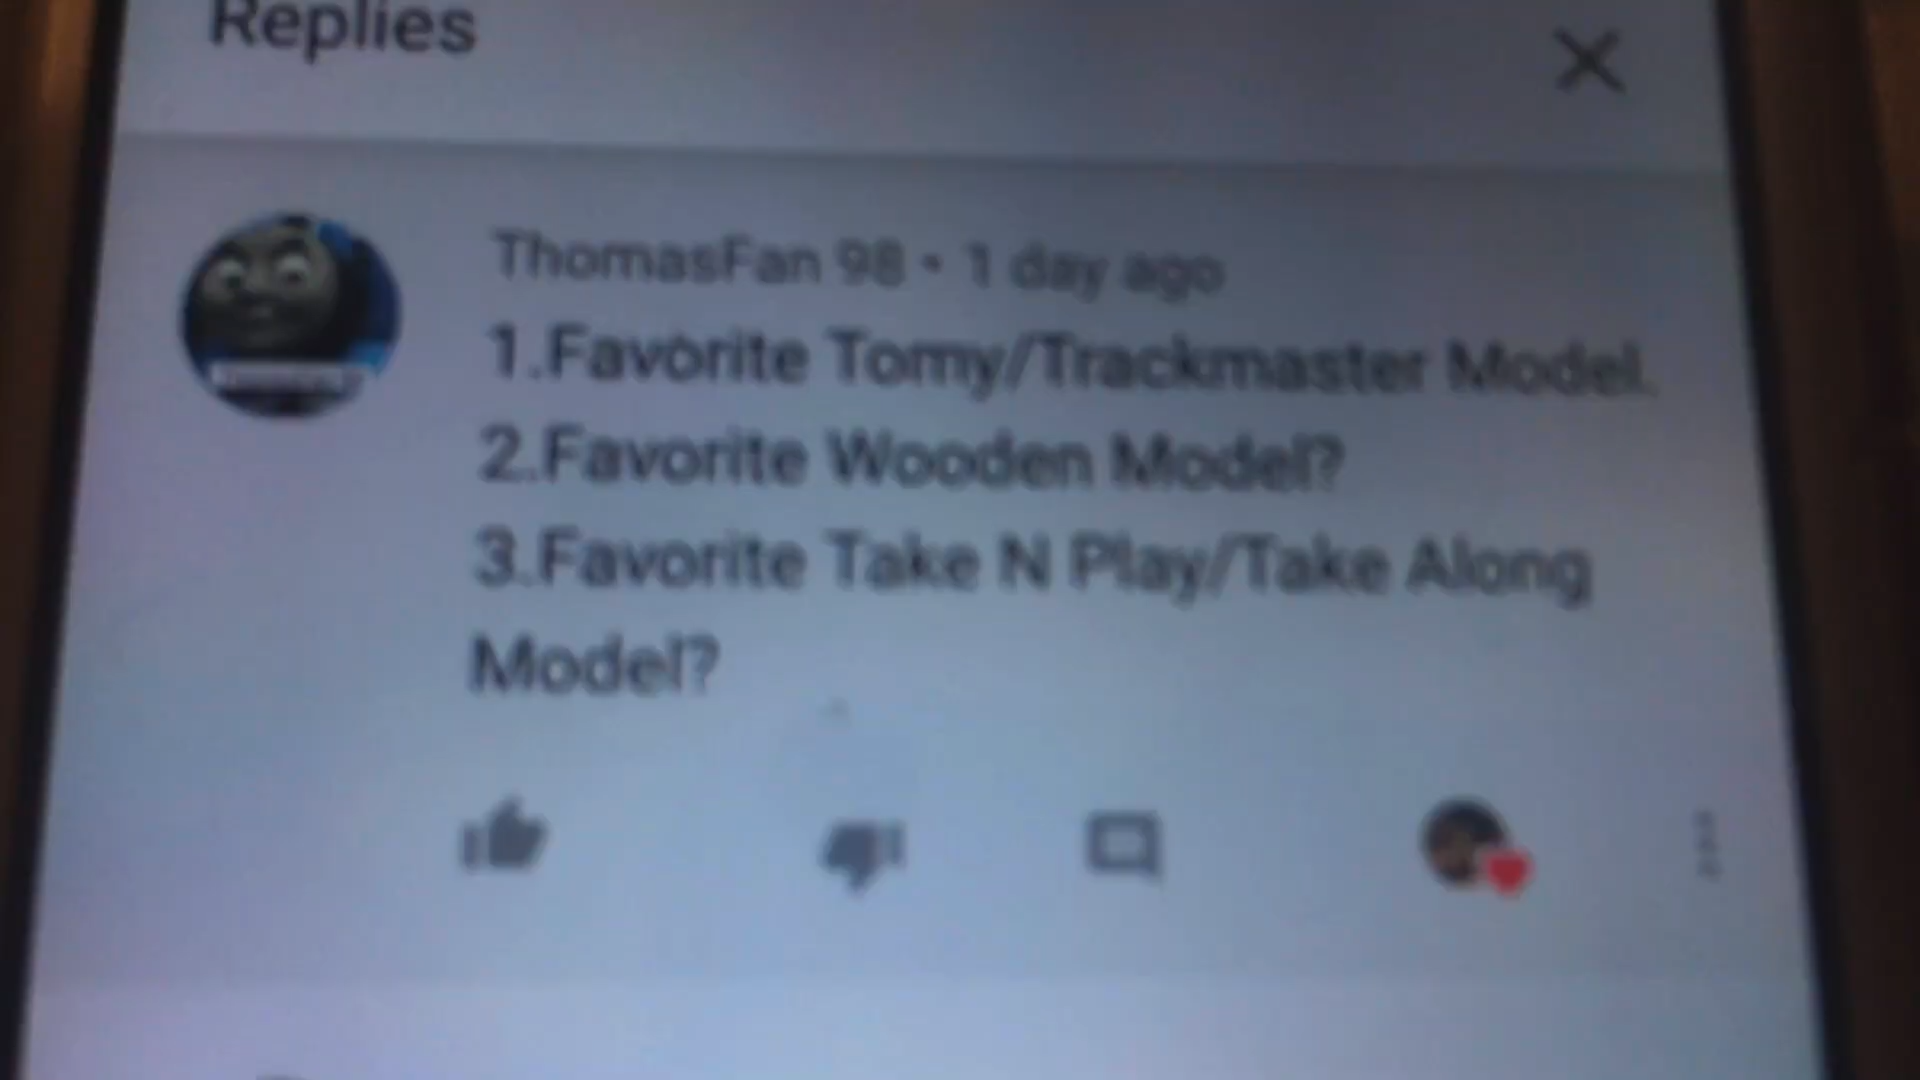 Replies
ThomasFan 98 • 1 day ago
1.Favorite Tomy/Trackmaster Model.
2.Favorite Wooden Model?
3.Favorite Take N Play/Take Along
Model?